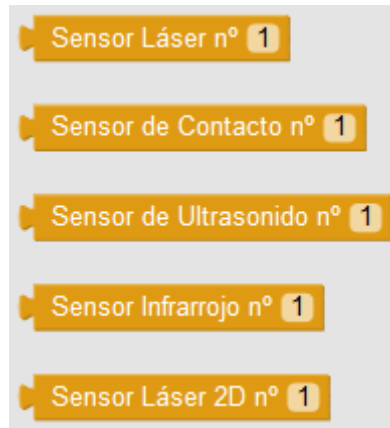 Sensor Láser nº 1
Sensor de Contacto nº 1
Sensor de Ultrasonido nº 1
Sensor Infrarrojo nº 1
Sensor Láser 2D nº 1